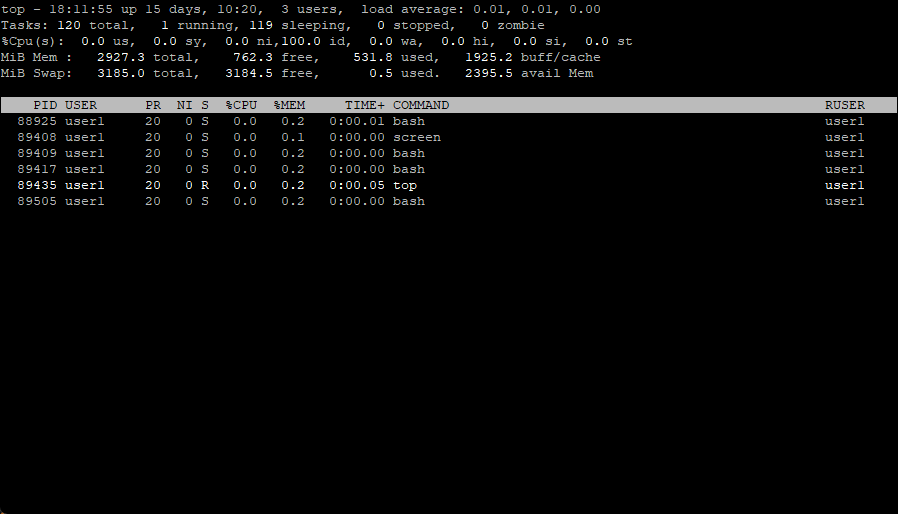 top - 18:11:55 up 15 days, 10:20,  3 users,  load average: 0.01, 0.01, 0.00
Tasks: 120 total,   1 running, 119 sleeping,   0 stopped,   0 zombie
%Cpu(s):  0.0 us,  0.0 sy,  0.0 ni,100.0 id,  0.0 wa,  0.0 hi,  0.0 si,  0.0 st
MiB Mem :   2927.3 total,    762.3 free,    531.8 used,   1925.2 buff/cache
MiB Swap:   3185.0 total,   3184.5 free,      0.5 used.   2395.5 avail Mem
PID USER      PR  NI S  %CPU  %MEM     TIME+ COMMAND RUSER
88925 user1     20   0 S   0.0   0.2   0:00.01 bash user1
89408 user1     20   0 S   0.0   0.1   0:00.00 screen user1
89409 user1     20   0 S   0.0   0.2   0:00.00 bash user1
89417 user1     20   0 S   0.0   0.2   0:00.00 bash user1
89435 user1     20   0 R   0.0   0.2   0:00.05 top user1
89505 user1     20   0 S   0.0   0.2   0:00.00 bash user1